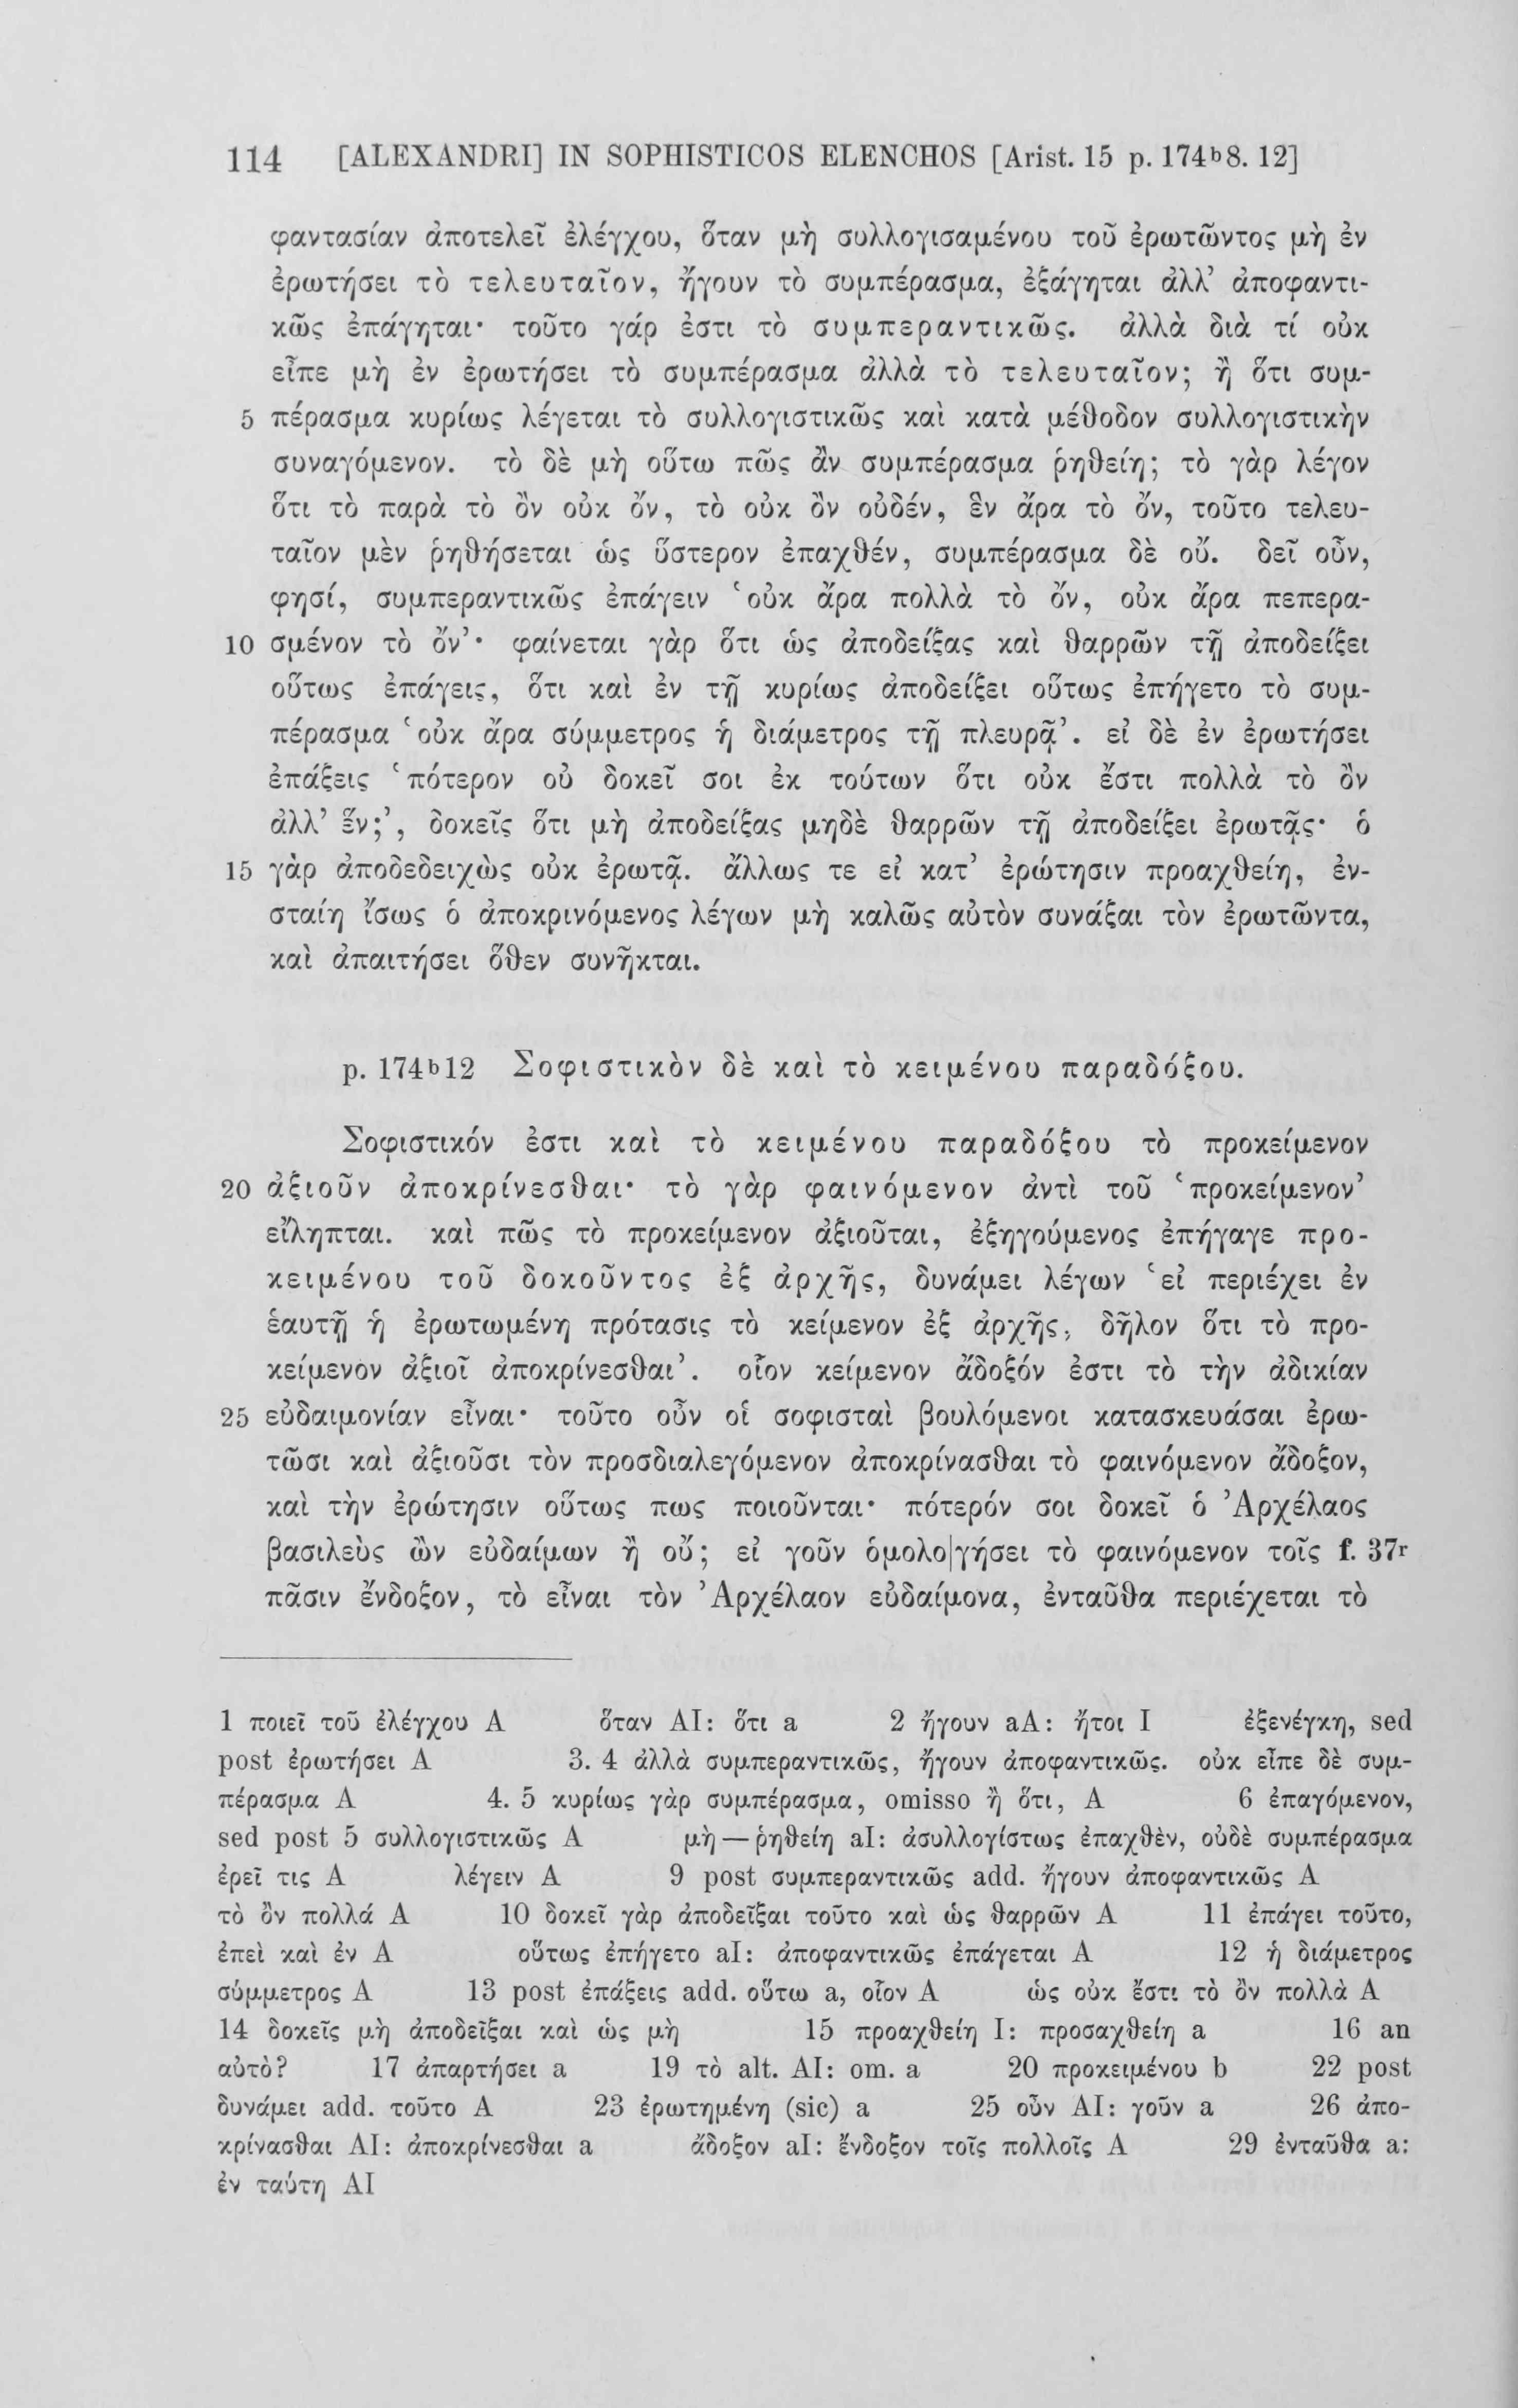 114 [ALEXANDRI] IN SOPHISTICOS ELENCHOS [Arist. 15 p. 174ᵇ8. 12]
φαντασίαν ἀποτελεῖ ἐλέγχου, ὅταν μὴ συλλογισαμένου τοῦ ἐρωτῶντος μὴ ἐν
ἐρωτήσει τὸ τελευταῖον, ἤγουν τὸ συμπέρασμα, ἐξάγηται ἀλλ’ ἀποφαντι-
κῶς ἐπάγηται· τοῦτο γάρ ἐστι τὸ συμπεραντικῶς. ἀλλὰ διὰ τί οὐκ
εἶπε μὴ ἐν ἐρωτήσει τὸ συμπέρασμα ἀλλὰ τὸ τελευταῖον; ἢ ὅτι συμ-
5 πέρασμα κυρίως λέγεται τὸ συλλογιστικῶς καὶ κατὰ μέθοδον συλλογιστικὴν
συναγόμενον. τὸ δὲ μὴ οὕτω πῶς ἂν συμπέρασμα ῥηθείη; τὸ γὰρ λέγον
ὅτι τὸ παρὰ τὸ ὂν οὐκ ὄν, τὸ οὐκ ὂν οὐδέν, ἓν ἄρα τὸ ὄν, τοῦτο τελευ-
ταῖον μὲν ῥηθήσεται ὡς ὕστερον ἐπαχθέν, συμπέρασμα δὲ οὔ. δεῖ οὖν,
φησί, συμπεραντικῶς ἐπάγειν ‘οὐκ ἄρα πολλὰ τὸ ὄν, οὐκ ἄρα πεπερα-
10 σμένον τὸ ὄν’· φαίνεται γὰρ ὅτι ὡς ἀποδείξας καὶ θαρρῶν τῇ ἀποδείξει
οὕτως ἐπάγεις, ὅτι καὶ ἐν τῇ κυρίως ἀποδείξει οὕτως ἐπήγετο τὸ συμ-
πέρασμα ‘οὐκ ἄρα σύμμετρος ἡ διάμετρος τῇ πλευρᾷ’. εἰ δὲ ἐν ἐρωτήσει
ἐπάξεις ‘πότερον οὐ δοκεῖ σοι ἐκ τούτων ὅτι οὐκ ἔστι πολλὰ τὸ ὂν
ἀλλ’ ἕν;’, δοκεῖς ὅτι μὴ ἀποδείξας μηδὲ θαρρῶν τῇ ἀποδείξει ἐρωτᾷς· ὁ
15 γὰρ ἀποδεδειχὼς οὐκ ἐρωτᾷ. ἄλλως τε εἰ κατ’ ἐρώτησιν προαχθείη, ἐν-
σταίη ἴσως ὁ ἀποκρινόμενος λέγων μὴ καλῶς αὐτὸν συνάξαι τὸν ἐρωτῶντα,
καὶ ἀπαιτήσει ὅθεν συνῆκται.
p. 174ᵇ12 Σοφιστικὸν δὲ καὶ τὸ κειμένου παραδόξου.
Σοφιστικόν ἐστι καὶ τὸ κειμένου παραδόξου τὸ προκείμενον
20 ἀξιοῦν ἀποκρίνεσθαι· τὸ γὰρ φαινόμενον ἀντὶ τοῦ ‘προκείμενον’
εἴληπται. καὶ πῶς τὸ προκείμενον ἀξιοῦται, ἐξηγούμενος ἐπήγαγε προ-
κειμένου τοῦ δοκοῦντος ἐξ ἀρχῆς, δυνάμει λέγων ‘εἰ περιέχει ἐν
ἑαυτῇ ἡ ἐρωτωμένη πρότασις τὸ κείμενον ἐξ ἀρχῆς, δῆλον ὅτι τὸ προ-
κείμενον ἀξιοῖ ἀποκρίνεσθαι’. οἷον κείμενον ἄδοξόν ἐστι τὸ τὴν ἀδικίαν
25 εὐδαιμονίαν εἶναι· τοῦτο οὖν οἱ σοφισταὶ βουλόμενοι κατασκευάσαι ἐρω-
τῶσι καὶ ἀξιοῦσι τὸν προσδιαλεγόμενον ἀποκρίνασθαι τὸ φαινόμενον ἄδοξον,
καὶ τὴν ἐρώτησιν οὕτως πως ποιοῦνται· πότερόν σοι δοκεῖ ὁ Ἀρχέλαος
βασιλεὺς ὢν εὐδαίμων ἢ οὔ; εἰ γοῦν ὁμολο|γήσει τὸ φαινόμενον τοῖς f. 37ʳ
πᾶσιν ἔνδοξον, τὸ εἶναι τὸν Ἀρχέλαον εὐδαίμονα, ἐνταῦθα περιέχεται τὸ
1 ποιεῖ τοῦ ἐλέγχου A ὅταν AI: ὅτι a 2 ἤγουν aA: ἤτοι I ἐξενέγκῃ, sed
post ἐρωτήσει A 3. 4 ἀλλὰ συμπεραντικῶς, ἤγουν ἀποφαντικῶς. οὐκ εἶπε δὲ συμ-
πέρασμα A 4. 5 κυρίως γὰρ συμπέρασμα, omisso ἢ ὅτι, A 6 ἐπαγόμενον,
sed post 5 συλλογιστικῶς A μὴ — ῥηθείη aI: ἀσυλλογίστως ἐπαχθὲν, οὐδὲ συμπέρασμα
ἐρεῖ τις A λέγειν A 9 post συμπεραντικῶς add. ἤγουν ἀποφαντικῶς A
τὸ ὂν πολλά A 10 δοκεῖ γὰρ ἀποδεῖξαι τοῦτο καὶ ὡς θαρρῶν A 11 ἐπάγει τοῦτο,
ἐπεὶ καὶ ἐν A οὕτως ἐπήγετο aI: ἀποφαντικῶς ἐπάγεται A 12 ἡ διάμετρος
σύμμετρος A 13 post ἐπάξεις add. οὕτω a, οἷον A ὡς οὐκ ἔστι τὸ ὂν πολλὰ A
14 δοκεῖς μὴ ἀποδεῖξαι καὶ ὡς μὴ 15 προαχθείη I: προσαχθείη a 16 an
αὐτὸ? 17 ἀπαρτήσει a 19 τὸ alt. AI: om. a 20 προκειμένου b 22 post
δυνάμει add. τοῦτο A 23 ἐρωτημένη (sic) a 25 οὖν AI: γοῦν a 26 ἀπο-
κρίνασθαι AI: ἀποκρίνεσθαι a ἄδοξον aI: ἔνδοξον τοῖς πολλοῖς A 29 ἐνταῦθα a:
ἐν ταύτῃ AI